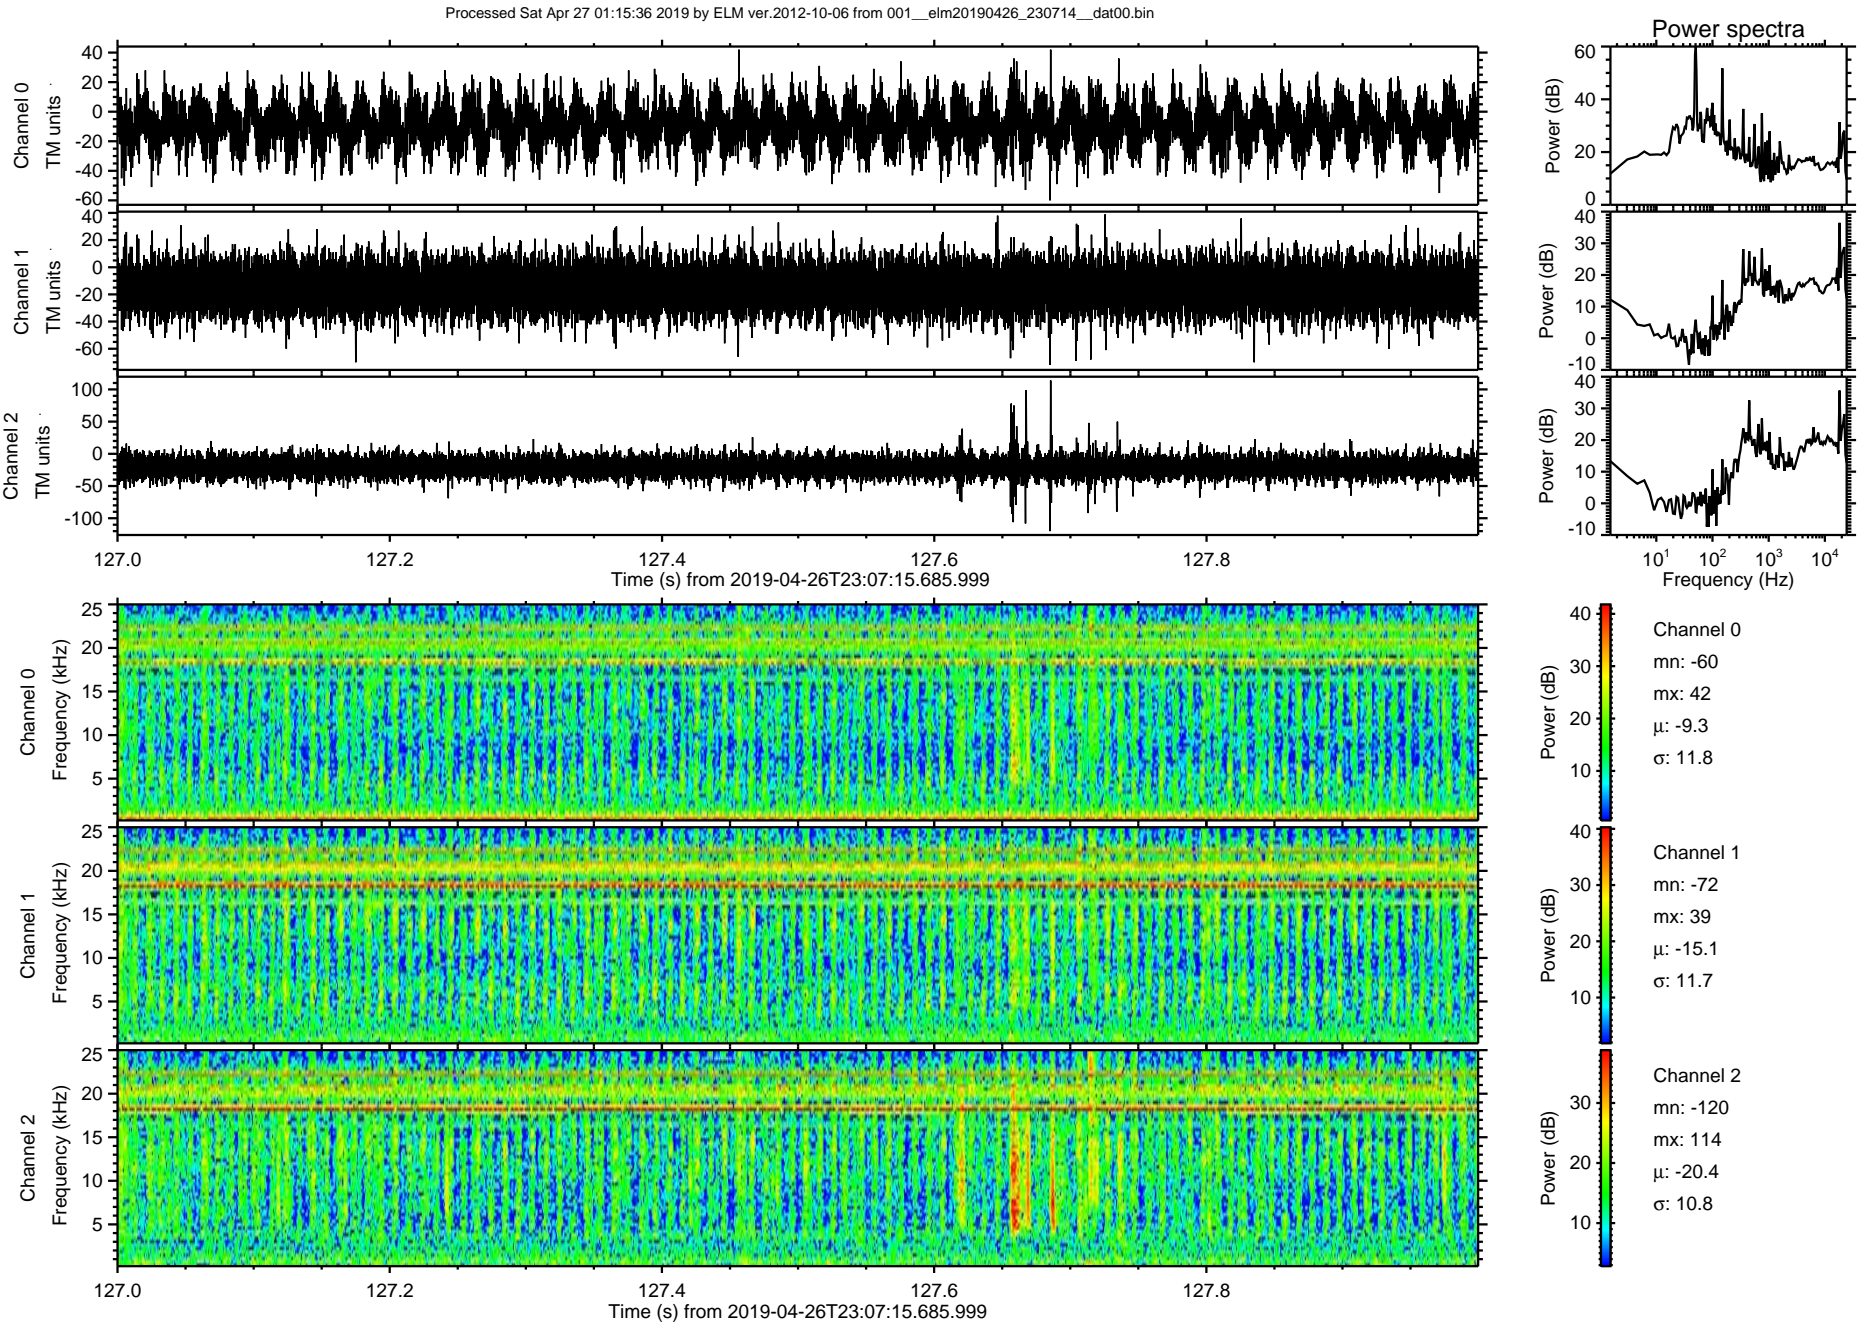 Processed Sat Apr 27 01:15:36 2019 by ELM ver.2012-10-06 from 001__elm20190426_230714__dat00.bin
Power spectra
Channel 0
TM units
40
20
0
-20
-40
-60
Power (dB)
60
40
20
0
Channel 1
TM units
40
20
0
-20
-40
-60
Power (dB)
40
30
20
10
0
-10
Channel 2
TM units
100
50
0
-50
-100
Power (dB)
40
30
20
10
0
-10
127.0 127.2 127.4 127.6 127.8
Time (s) from 2019-04-26T23:07:15.685.999
10¹ 10² 10³ 10⁴
Frequency (Hz)
Channel 0
Frequency (kHz)
25
20
15
10
5
Power (dB)
40
30
20
10
Channel 0
mn: -60
mx: 42
μ: -9.3
σ: 11.8
Channel 1
Frequency (kHz)
25
20
15
10
5
Power (dB)
40
30
20
10
Channel 1
mn: -72
mx: 39
μ: -15.1
σ: 11.7
Channel 2
Frequency (kHz)
25
20
15
10
5
Power (dB)
30
20
10
Channel 2
mn: -120
mx: 114
μ: -20.4
σ: 10.8
127.0 127.2 127.4 127.6 127.8
Time (s) from 2019-04-26T23:07:15.685.999